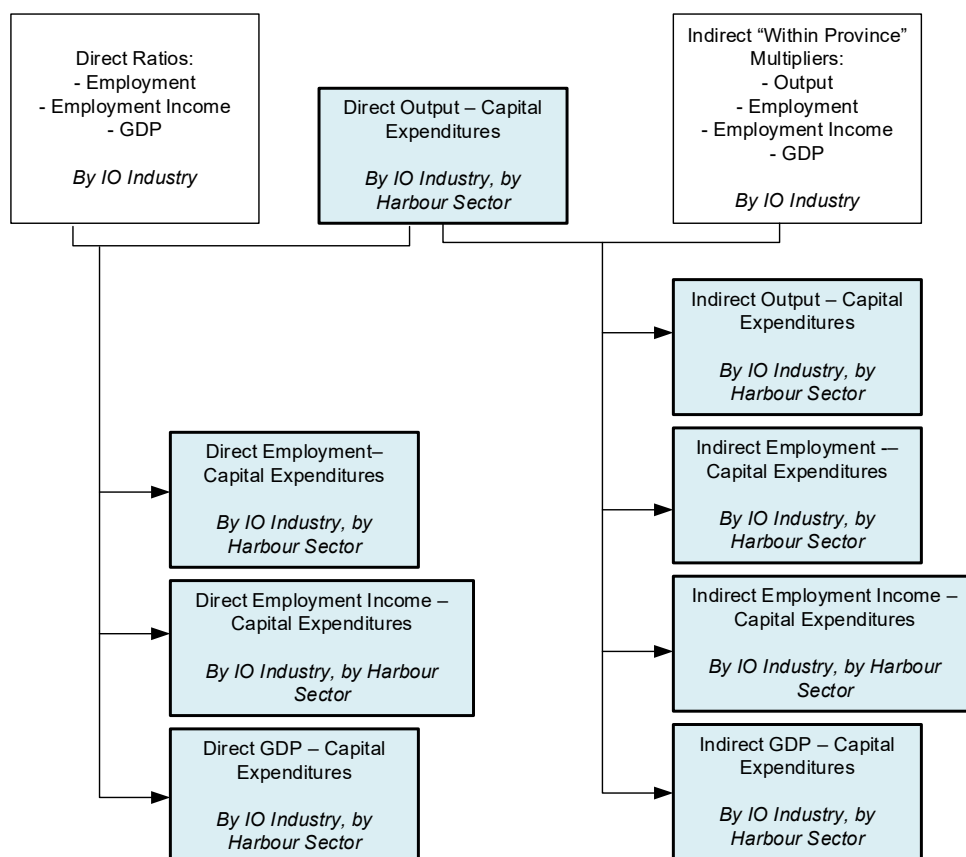 Direct Ratios:
- Employment
- Employment Income
- GDP
By IO Industry
Direct Output – Capital
Expenditures
By IO Industry, by
Harbour Sector
Indirect “Within Province”
Multipliers:
- Output
- Employment
- Employment Income
- GDP
By IO Industry
Indirect Output – Capital
Expenditures
By IO Industry, by
Harbour Sector
Direct Employment–
Capital Expenditures
By IO Industry, by
Harbour Sector
Indirect Employment -–
Capital Expenditures
By IO Industry, by
Harbour Sector
Direct Employment Income –
Capital Expenditures
By IO Industry, by Harbour
Sector
Indirect Employment Income –
Capital Expenditures
By IO Industry, by Harbour
Sector
Direct GDP – Capital
Expenditures
By IO Industry, by
Harbour Sector
Indirect GDP – Capital
Expenditures
By IO Industry, by
Harbour Sector